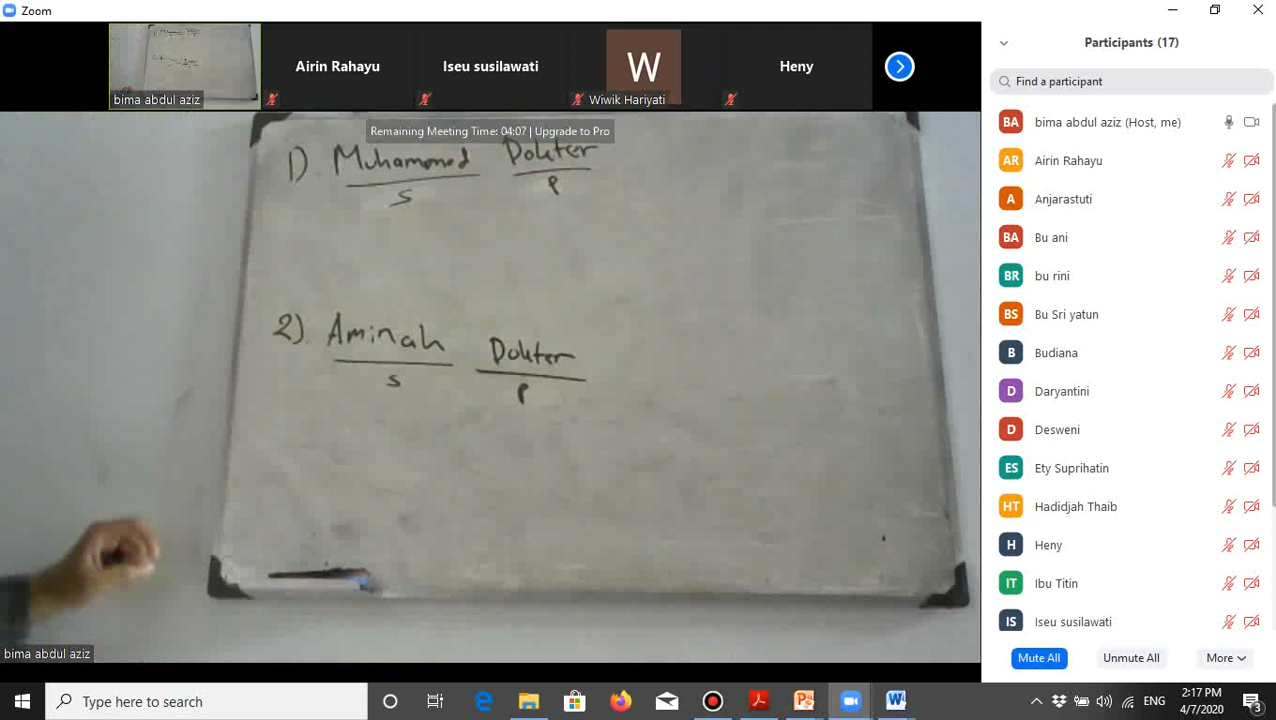 Zoom
bima abdul aziz
Airin Rahayu
Iseu susilawati
W
Wiwik Hariyati
Heny
Remaining Meeting Time: 04:07 | Upgrade to Pro
1) Muhammad Dokter
S P
2). Aminah Dokter
S P
bima abdul aziz
Participants (17)
Find a participant
BA bima abdul aziz (Host, me)
AR Airin Rahayu
A Anjarastuti
BA Bu ani
BR bu rini
BS Bu Sri yatun
B Budiana
D Daryantini
D Desweni
ES Ety Suprihatin
HT Hadidjah Thaib
H Heny
IT Ibu Titin
IS Iseu susilawati
Mute All Unmute All More
Type here to search
ENG
2:17 PM
4/7/2020
3